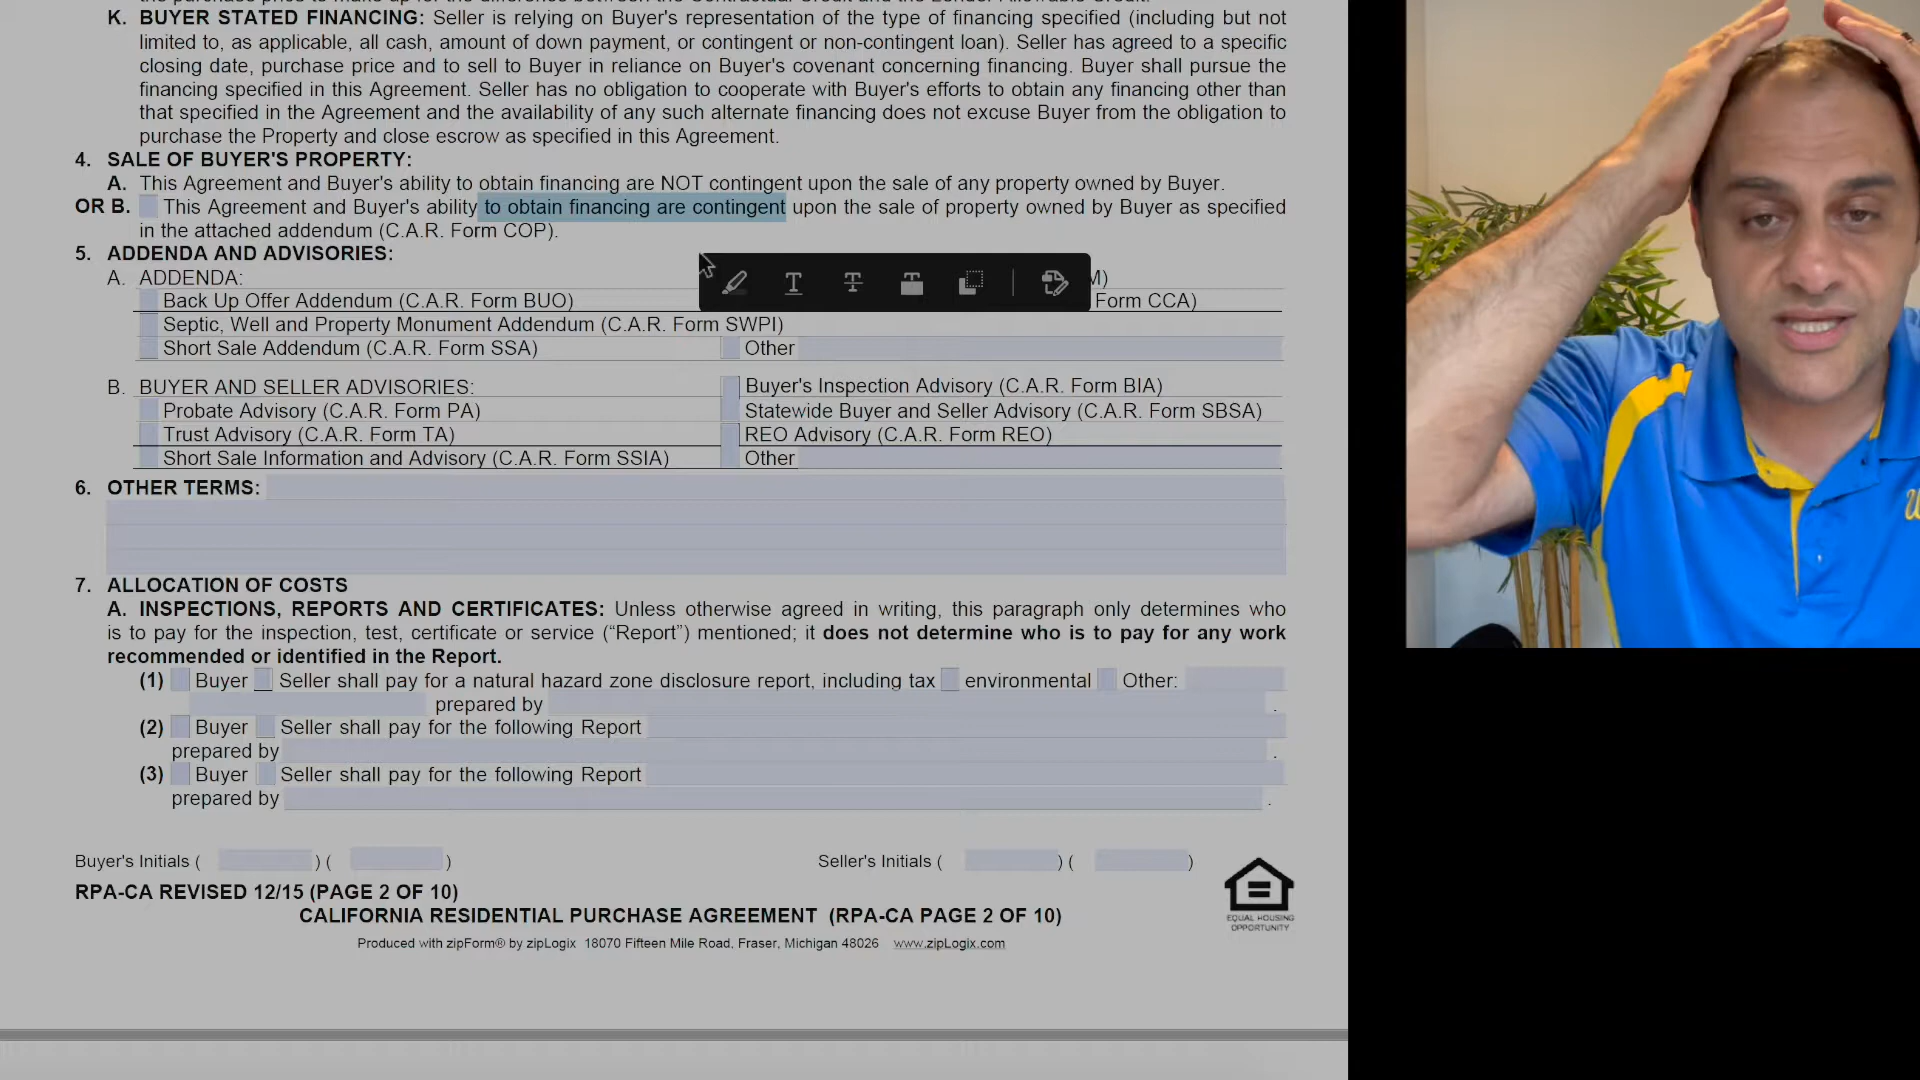 the purchase price to make up for the difference between the Contractual Credit and the Lender Allowable Credit.
K. BUYER STATED FINANCING: Seller is relying on Buyer's representation of the type of financing specified (including but not
limited to, as applicable, all cash, amount of down payment, or contingent or non-contingent loan). Seller has agreed to a specific
closing date, purchase price and to sell to Buyer in reliance on Buyer's covenant concerning financing. Buyer shall pursue the
financing specified in this Agreement. Seller has no obligation to cooperate with Buyer's efforts to obtain any financing other than
that specified in the Agreement and the availability of any such alternate financing does not excuse Buyer from the obligation to
purchase the Property and close escrow as specified in this Agreement.
4. SALE OF BUYER'S PROPERTY:
A. This Agreement and Buyer's ability to obtain financing are NOT contingent upon the sale of any property owned by Buyer.
OR B. This Agreement and Buyer's ability to obtain financing are contingent upon the sale of property owned by Buyer as specified
in the attached addendum (C.A.R. Form COP).
5. ADDENDA AND ADVISORIES:
A. ADDENDA: M)
Back Up Offer Addendum (C.A.R. Form BUO) Form CCA)
Septic, Well and Property Monument Addendum (C.A.R. Form SWPI)
Short Sale Addendum (C.A.R. Form SSA) Other
B. BUYER AND SELLER ADVISORIES: Buyer's Inspection Advisory (C.A.R. Form BIA)
Probate Advisory (C.A.R. Form PA) Statewide Buyer and Seller Advisory (C.A.R. Form SBSA)
Trust Advisory (C.A.R. Form TA) REO Advisory (C.A.R. Form REO)
Short Sale Information and Advisory (C.A.R. Form SSIA) Other
6. OTHER TERMS:
7. ALLOCATION OF COSTS
A. INSPECTIONS, REPORTS AND CERTIFICATES: Unless otherwise agreed in writing, this paragraph only determines who
is to pay for the inspection, test, certificate or service (“Report”) mentioned; it does not determine who is to pay for any work
recommended or identified in the Report.
(1) Buyer Seller shall pay for a natural hazard zone disclosure report, including tax environmental Other:
prepared by .
(2) Buyer Seller shall pay for the following Report
prepared by .
(3) Buyer Seller shall pay for the following Report
prepared by .
Buyer's Initials ( ) ( ) Seller's Initials ( ) ( )
RPA-CA REVISED 12/15 (PAGE 2 OF 10)
CALIFORNIA RESIDENTIAL PURCHASE AGREEMENT (RPA-CA PAGE 2 OF 10)
EQUAL HOUSING
OPPORTUNITY
Produced with zipForm® by zipLogix 18070 Fifteen Mile Road, Fraser, Michigan 48026 www.zipLogix.com